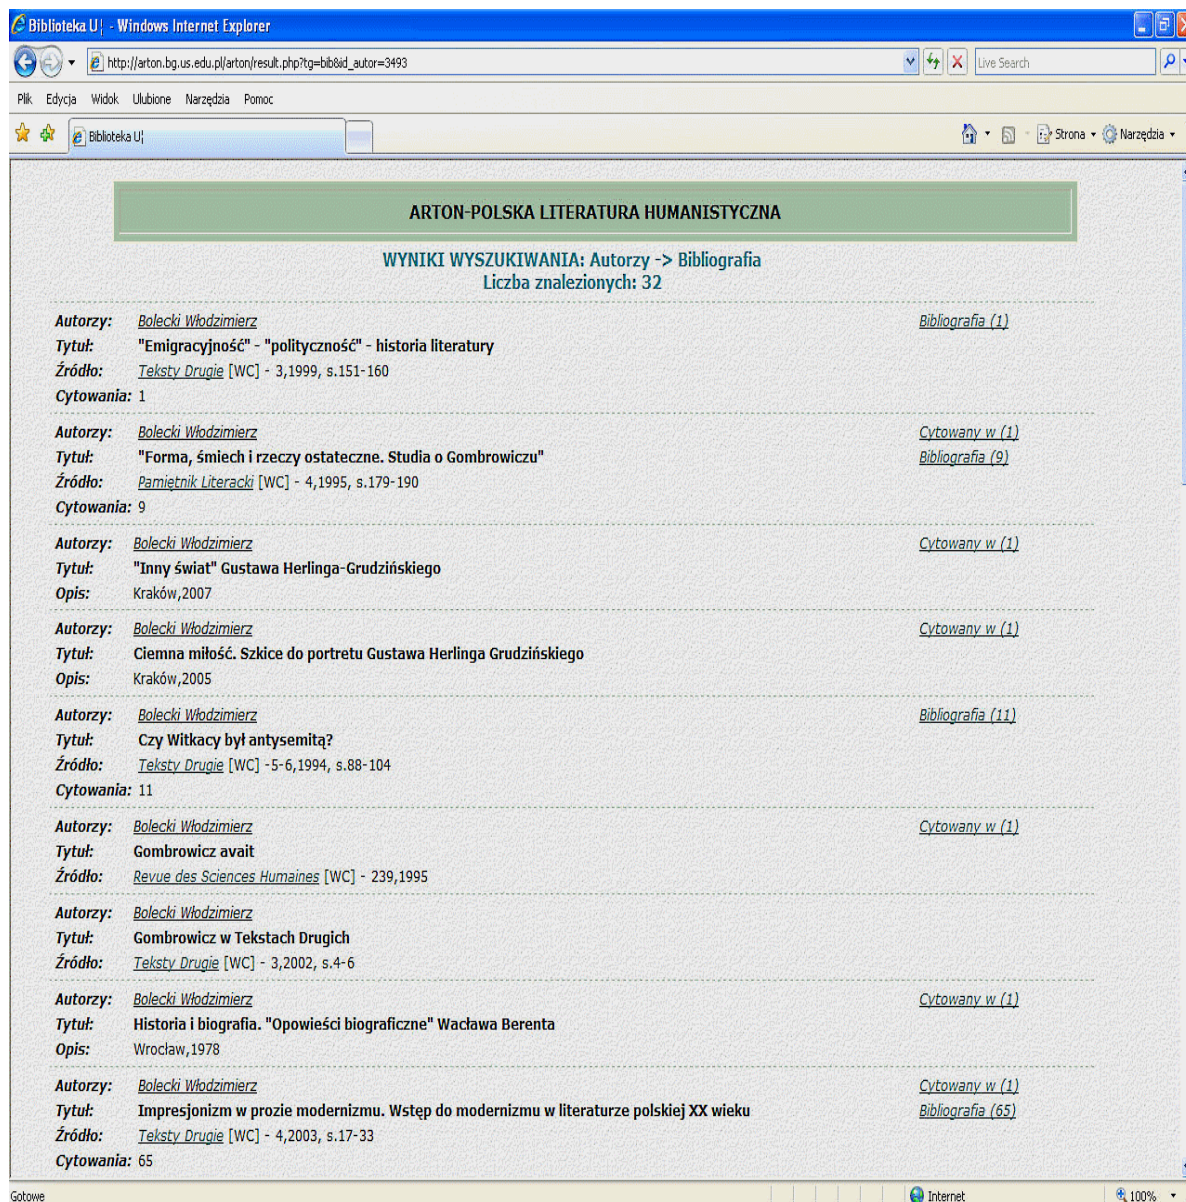 Biblioteka U¦ - Windows Internet Explorer
http://arton.bg.us.edu.pl/arton/result.php?tg=bib&id_autor=3493 Live Search
Plik Edycja Widok Ulubione Narzędzia Pomoc
Biblioteka U¦ Strona Narzędzia
ARTON-POLSKA LITERATURA HUMANISTYCZNA
WYNIKI WYSZUKIWANIA: Autorzy -> Bibliografia
Liczba znalezionych: 32
Autorzy: Bolecki Włodzimierz Bibliografia (1)
Tytuł: "Emigracyjność" - "polityczność" - historia literatury
Źródło: Teksty Drugie [WC] - 3,1999, s.151-160
Cytowania: 1
Autorzy: Bolecki Włodzimierz Cytowany w (1)
Tytuł: "Forma, śmiech i rzeczy ostateczne. Studia o Gombrowiczu" Bibliografia (9)
Źródło: Pamiętnik Literacki [WC] - 4,1995, s.179-190
Cytowania: 9
Autorzy: Bolecki Włodzimierz Cytowany w (1)
Tytuł: "Inny świat" Gustawa Herlinga-Grudzińskiego
Opis: Kraków,2007
Autorzy: Bolecki Włodzimierz Cytowany w (1)
Tytuł: Ciemna miłość. Szkice do portretu Gustawa Herlinga Grudzińskiego
Opis: Kraków,2005
Autorzy: Bolecki Włodzimierz Bibliografia (11)
Tytuł: Czy Witkacy był antysemitą?
Źródło: Teksty Drugie [WC] -5-6,1994, s.88-104
Cytowania: 11
Autorzy: Bolecki Włodzimierz Cytowany w (1)
Tytuł: Gombrowicz avait
Źródło: Revue des Sciences Humaines [WC] - 239,1995
Autorzy: Bolecki Włodzimierz
Tytuł: Gombrowicz w Tekstach Drugich
Źródło: Teksty Drugie [WC] - 3,2002, s.4-6
Autorzy: Bolecki Włodzimierz Cytowany w (1)
Tytuł: Historia i biografia. "Opowieści biograficzne" Wacława Berenta
Opis: Wrocław,1978
Autorzy: Bolecki Włodzimierz Cytowany w (1)
Tytuł: Impresjonizm w prozie modernizmu. Wstęp do modernizmu w literaturze polskiej XX wieku Bibliografia (65)
Źródło: Teksty Drugie [WC] - 4,2003, s.17-33
Cytowania: 65
Gotowe Internet 100%